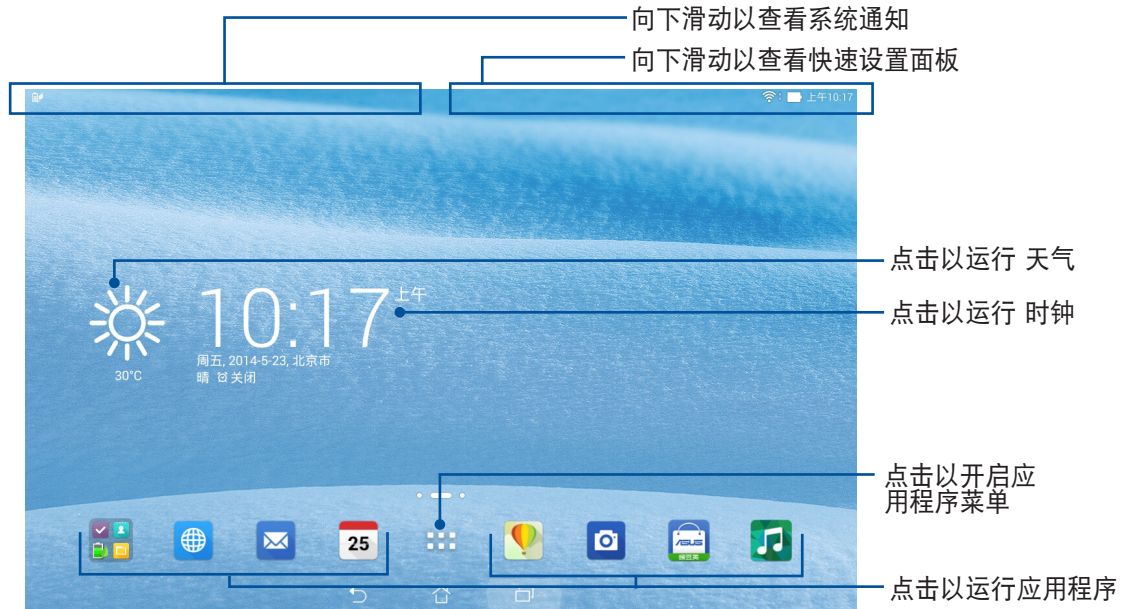 向下滑动以查看系统通知
向下滑动以查看快速设置面板
上午10:17
点击以运行 天气
10:17 上午
点击以运行 时钟
周五, 2014-5-23, 北京市
30°C
晴 关闭
点击以开启应
用程序菜单
25
ASUS
豌豆荚
点击以运行应用程序